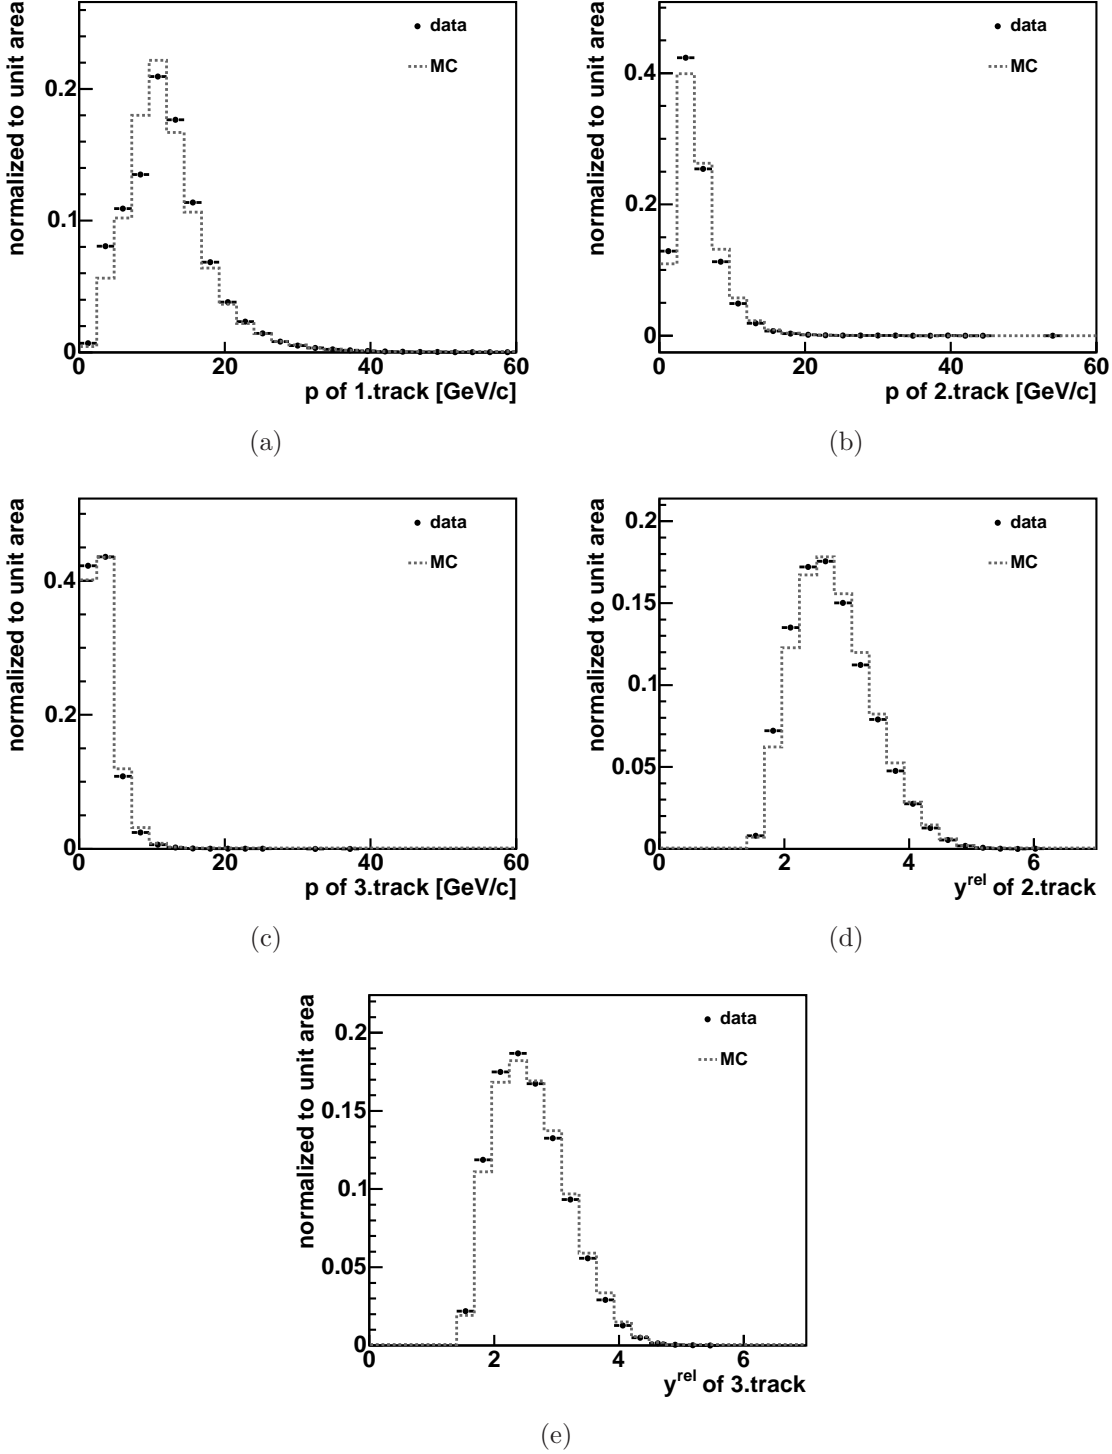 normalized to unit area
data
MC
0.2
0.1
0
20
40
60
p of 1.track [GeV/c]
(a)
normalized to unit area
data
MC
0.4
0.2
0
0
20
40
60
p of 2.track [GeV/c]
(b)
normalized to unit area
data
MC
0.4
0.2
0
0
20
40
60
p of 3.track [GeV/c]
(c)
normalized to unit area
data
MC
0.2
0.15
0.1
0.05
0
0
2
4
6
y^rel of 2.track
(d)
normalized to unit area
data
MC
0.2
0.15
0.1
0.05
0
0
2
4
6
y^rel of 3.track
(e)